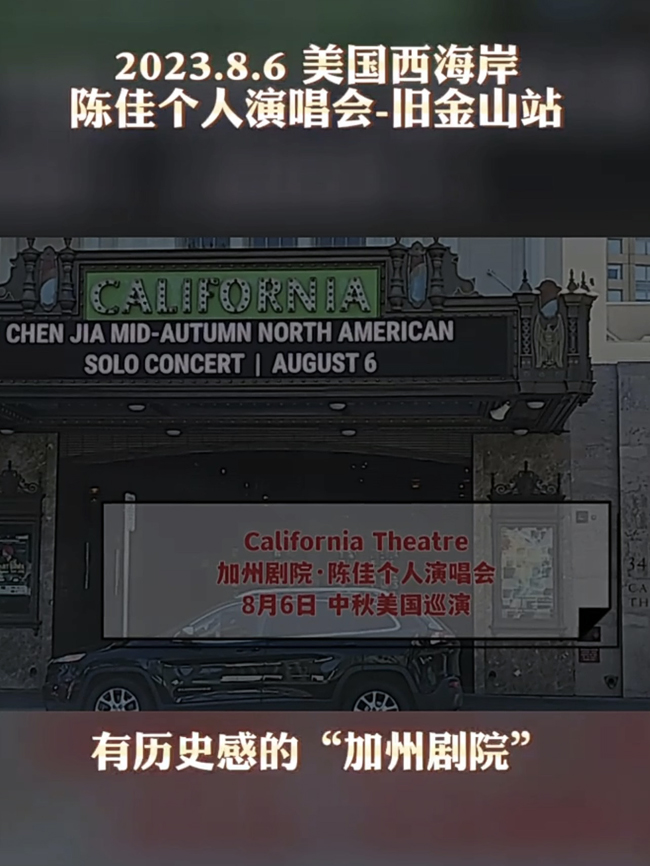 2023.8.6 美国西海岸
陈佳个人演唱会-旧金山站
CALIFORNIA
CHEN JIA MID-AUTUMN NORTH AMERICAN
SOLO CONCERT | AUGUST 6
California Theatre
加州剧院·陈佳个人演唱会
8月6日 中秋美国巡演
34
有历史感的“加州剧院”